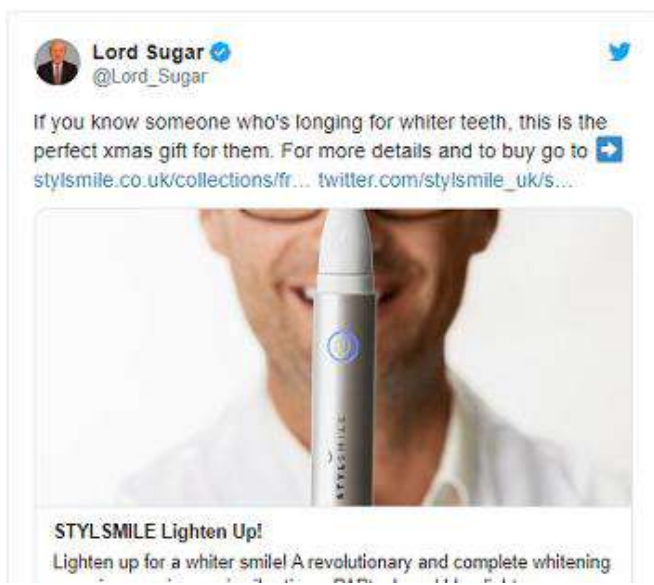 Lord Sugar
@Lord_Sugar
If you know someone who's longing for whiter teeth, this is the
perfect xmas gift for them. For more details and to buy go to ➡
stylsmile.co.uk/collections/fr... twitter.com/stylsmile_uk/s...
STYLSMILE
STYLSMILE Lighten Up!
Lighten up for a whiter smile! A revolutionary and complete whitening